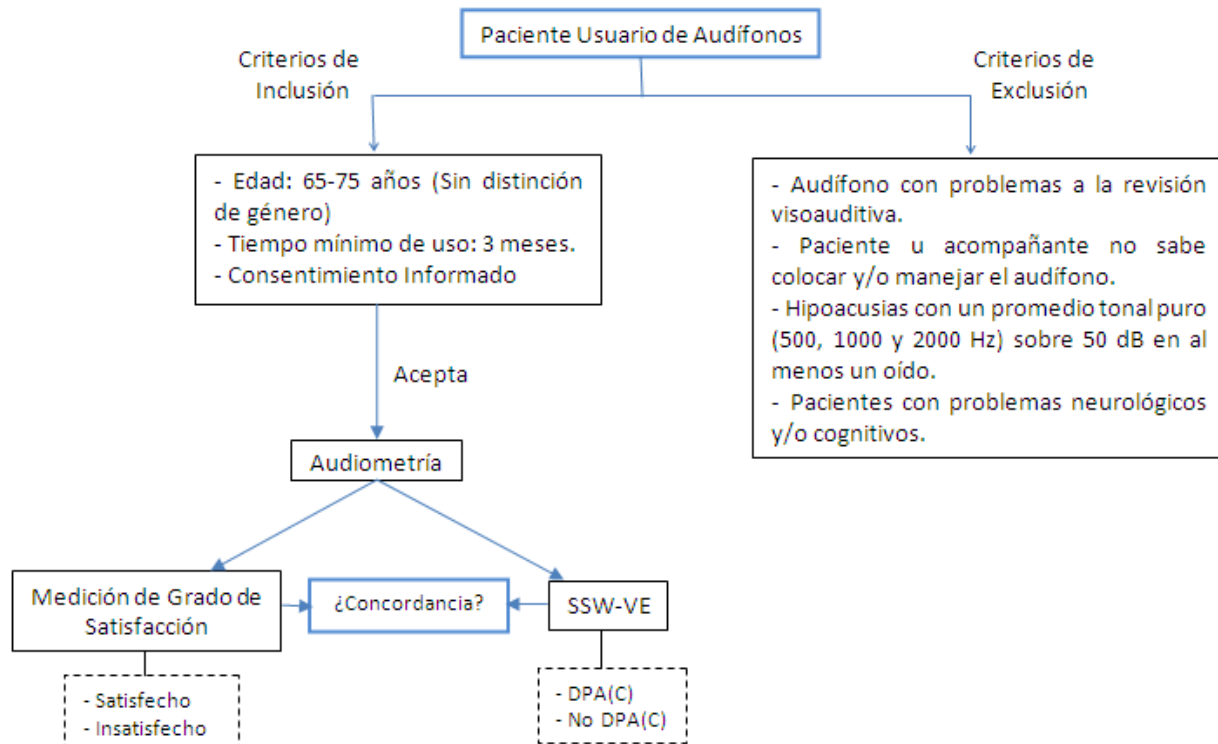 Paciente Usuario de Audífonos
Criterios de
Inclusión
Criterios de
Exclusión
- Edad: 65-75 años (Sin distinción
de género)
- Tiempo mínimo de uso: 3 meses.
- Consentimiento Informado
- Audífono con problemas a la revisión
visoauditiva.
- Paciente u acompañante no sabe
colocar y/o manejar el audífono.
- Hipoacusias con un promedio tonal puro
(500, 1000 y 2000 Hz) sobre 50 dB en al
menos un oído.
- Pacientes con problemas neurológicos
y/o cognitivos.
Acepta
Audiometría
Medición de Grado de
Satisfacción
¿Concordancia?
SSW-VE
- Satisfecho
- Insatisfecho
- DPA(C)
- No DPA(C)